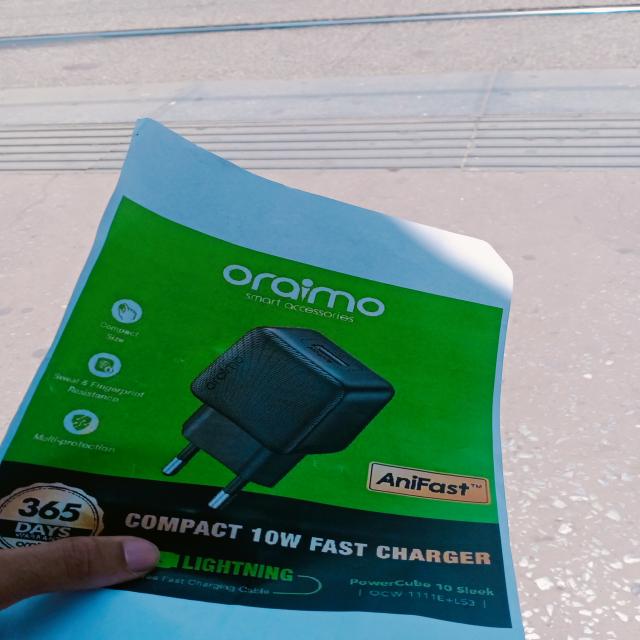 oraimo
smart accessories
Compact
Size
Sweat & Fingerprint
Resistance
Multi-protection
oraimo
AniFast™
365
DAYS
COMPACT 10W FAST CHARGER
LIGHTNING
Fast Charging Cable
PowerCube 10 Sleek
| OCW 1111E+L53 |